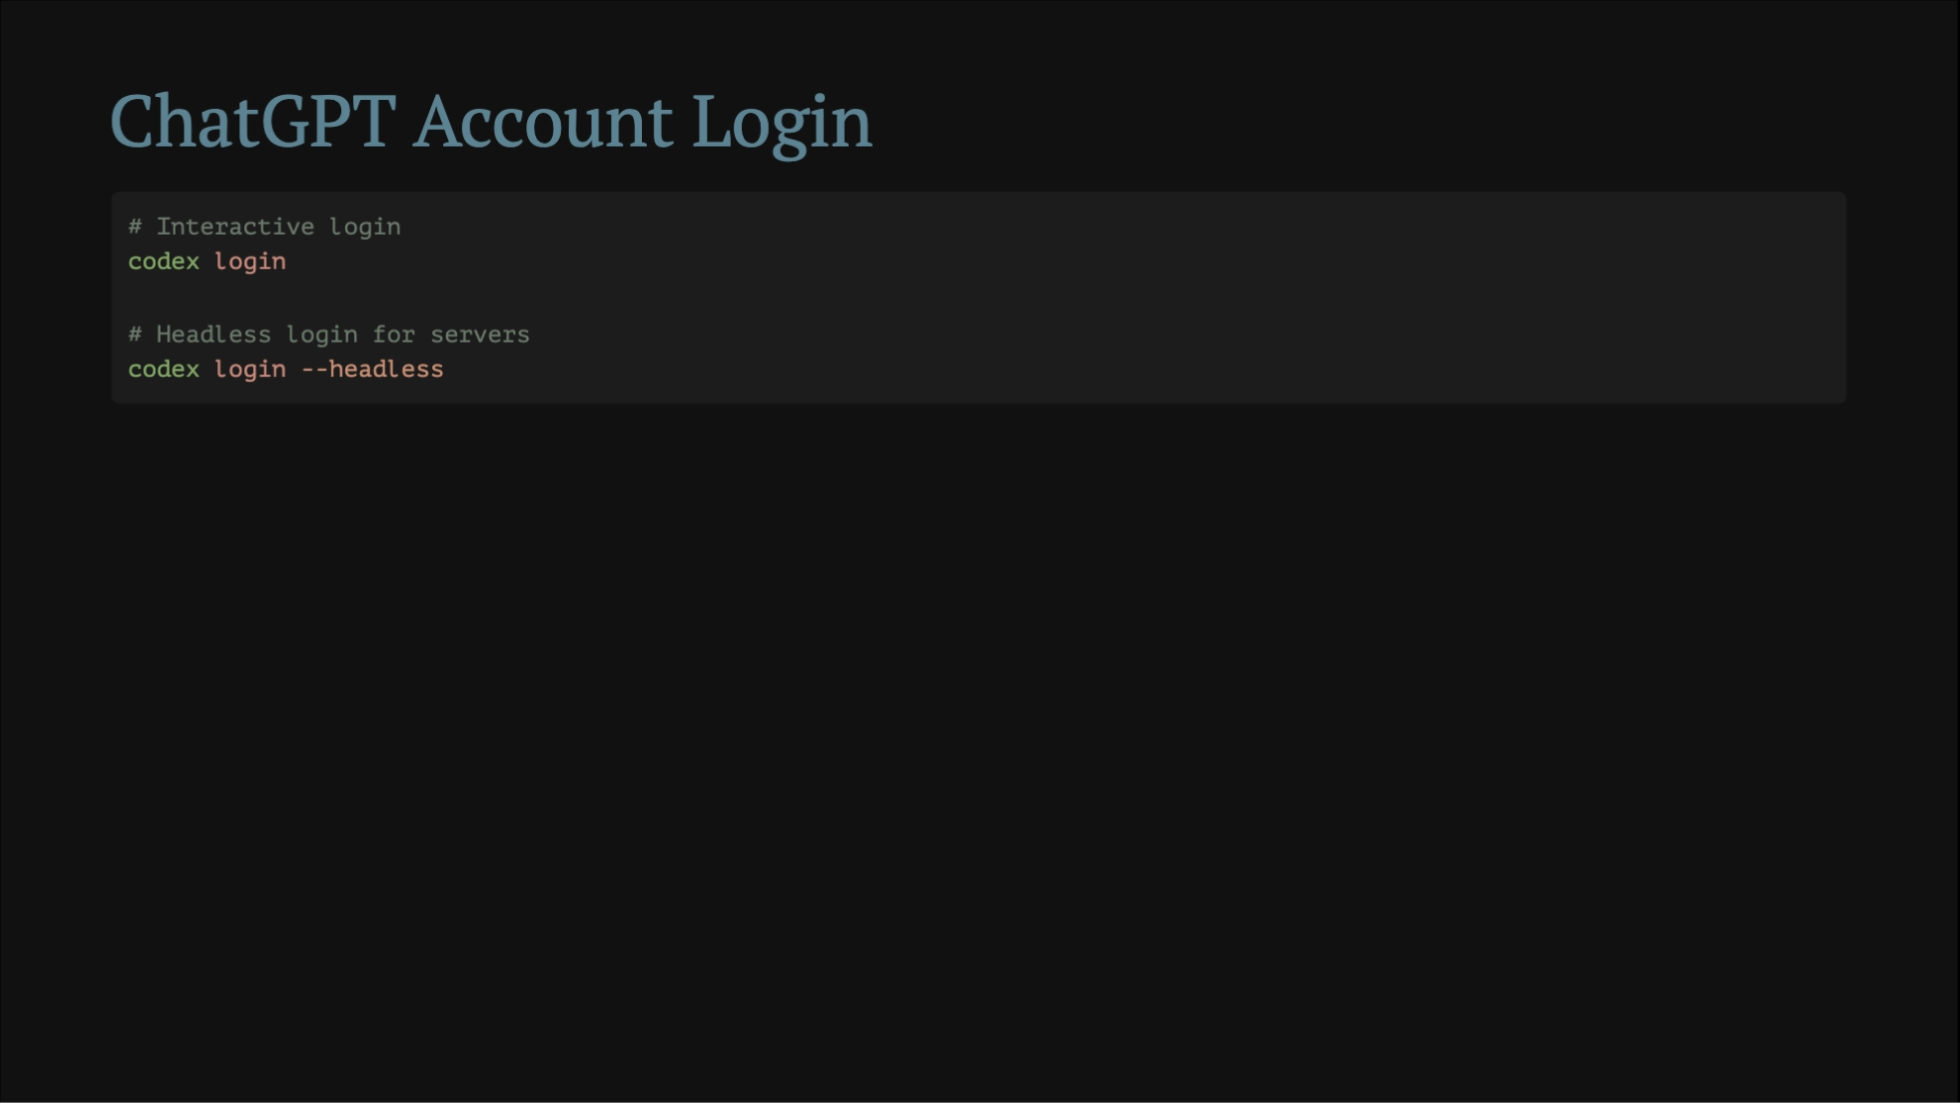 ChatGPT Account Login
# Interactive login
codex login
# Headless login for servers
codex login --headless